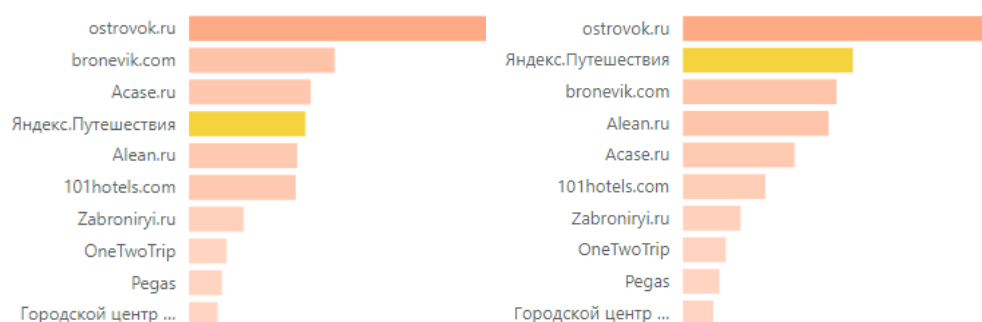 ostrovok.ru
bronevik.com
Acase.ru
Яндекс.Путешествия
Alean.ru
101hotels.com
Zabroniryi.ru
OneTwoTrip
Pegas
Городской центр ...
ostrovok.ru
Яндекс.Путешествия
bronevik.com
Alean.ru
Acase.ru
101hotels.com
Zabroniryi.ru
OneTwoTrip
Pegas
Городской центр ...